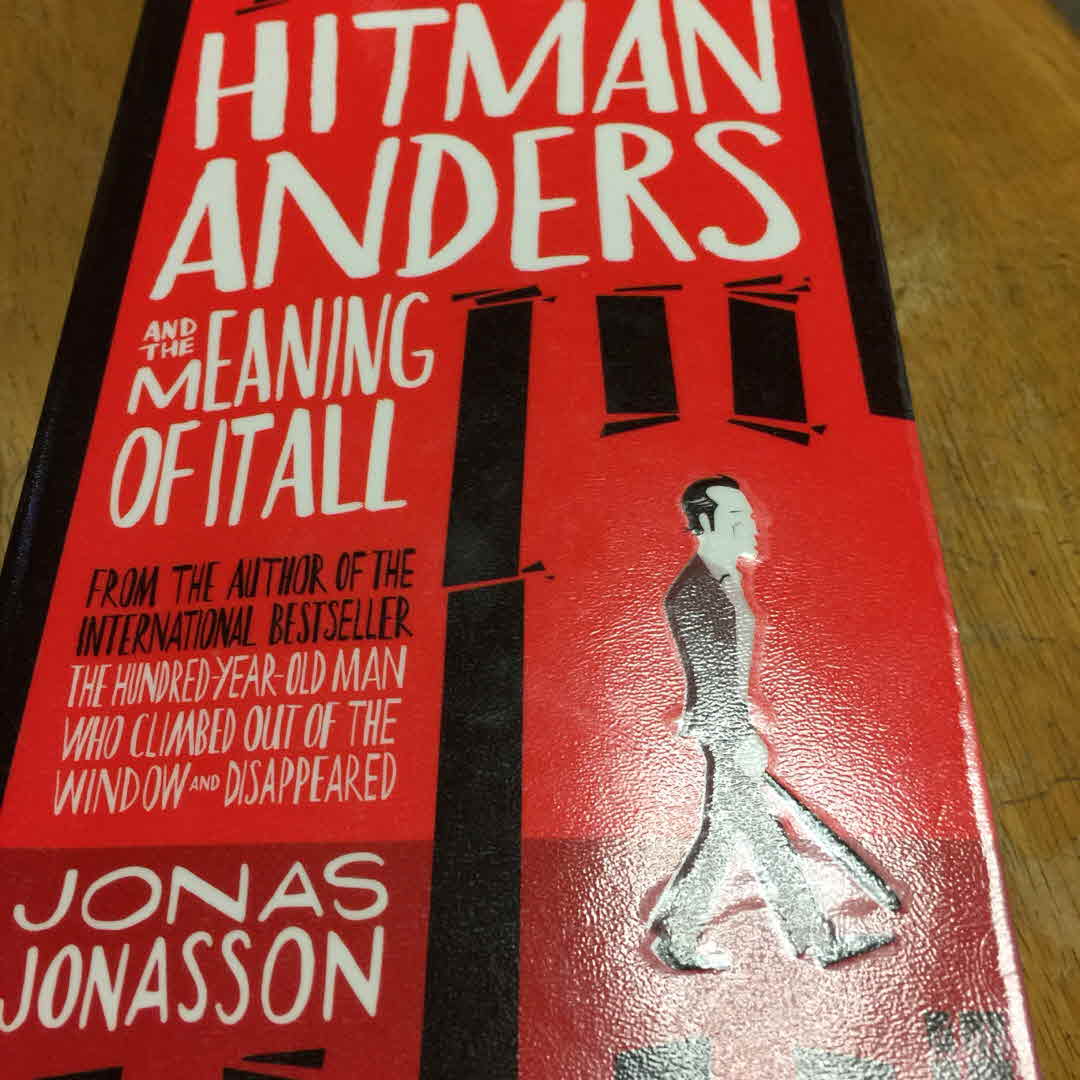 HITMAN
ANDERS
AND
THE
MEANING
OF IT ALL
FROM THE AUTHOR OF THE
INTERNATIONAL BESTSELLER
THE HUNDRED-YEAR-OLD MAN
WHO CLIMBED OUT OF THE
WINDOW AND DISAPPEARED
JONAS
JONASSON